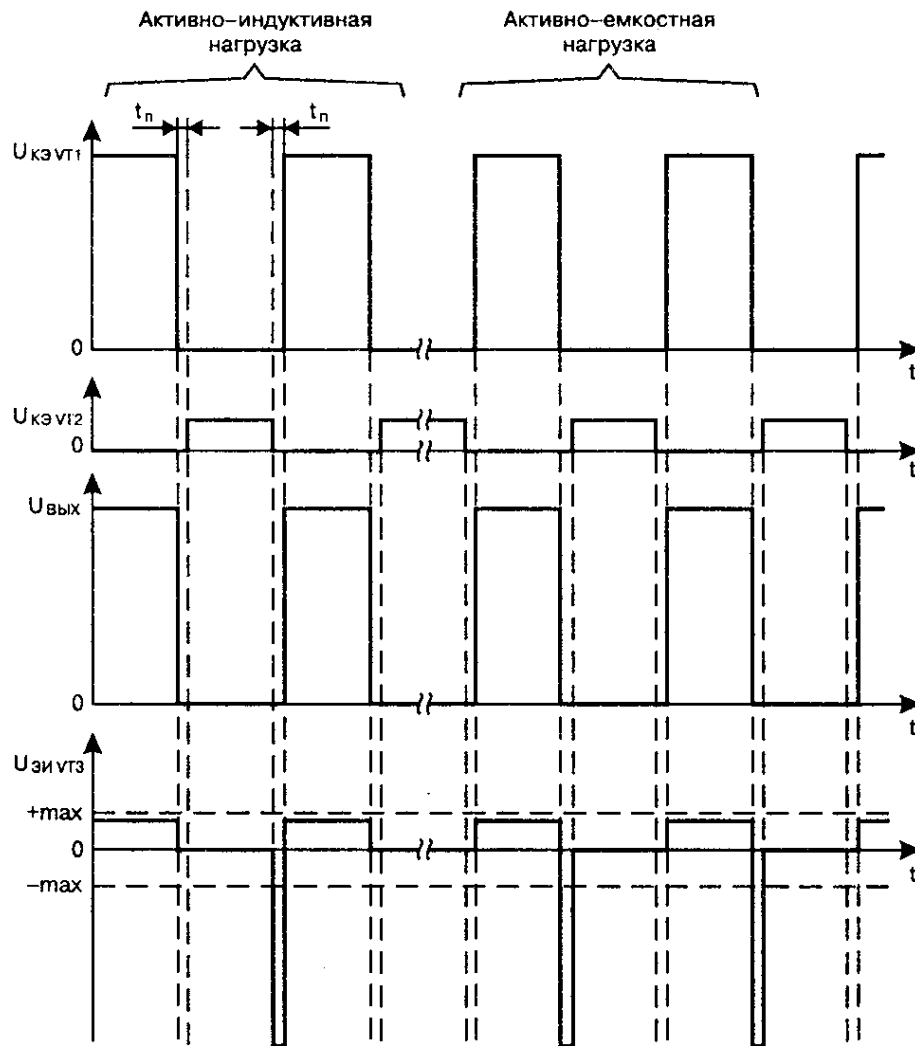 Активно-индуктивная
нагрузка
Активно-емкостная
нагрузка
tп
tп
UКЭ VT1
0
t
UКЭ VT2
0
t
UВЫХ
0
t
UЗИ VT3
+max
0
–max
t